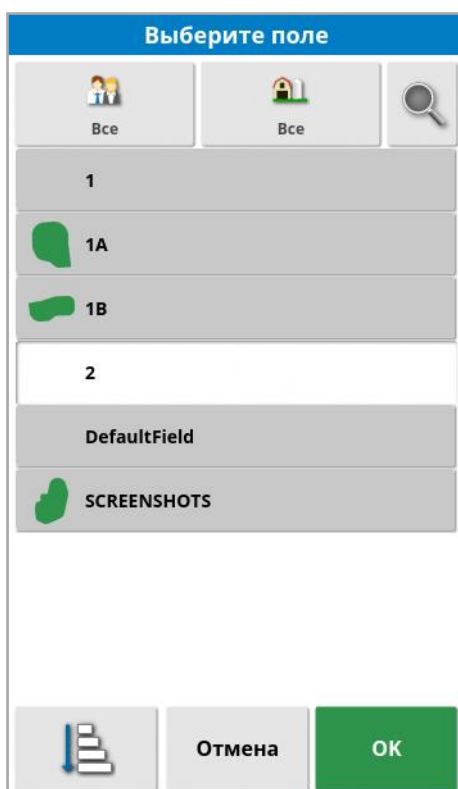 Выберите поле
Все
Все
1
1A
1B
2
DefaultField
SCREENSHOTS
Отмена
OK